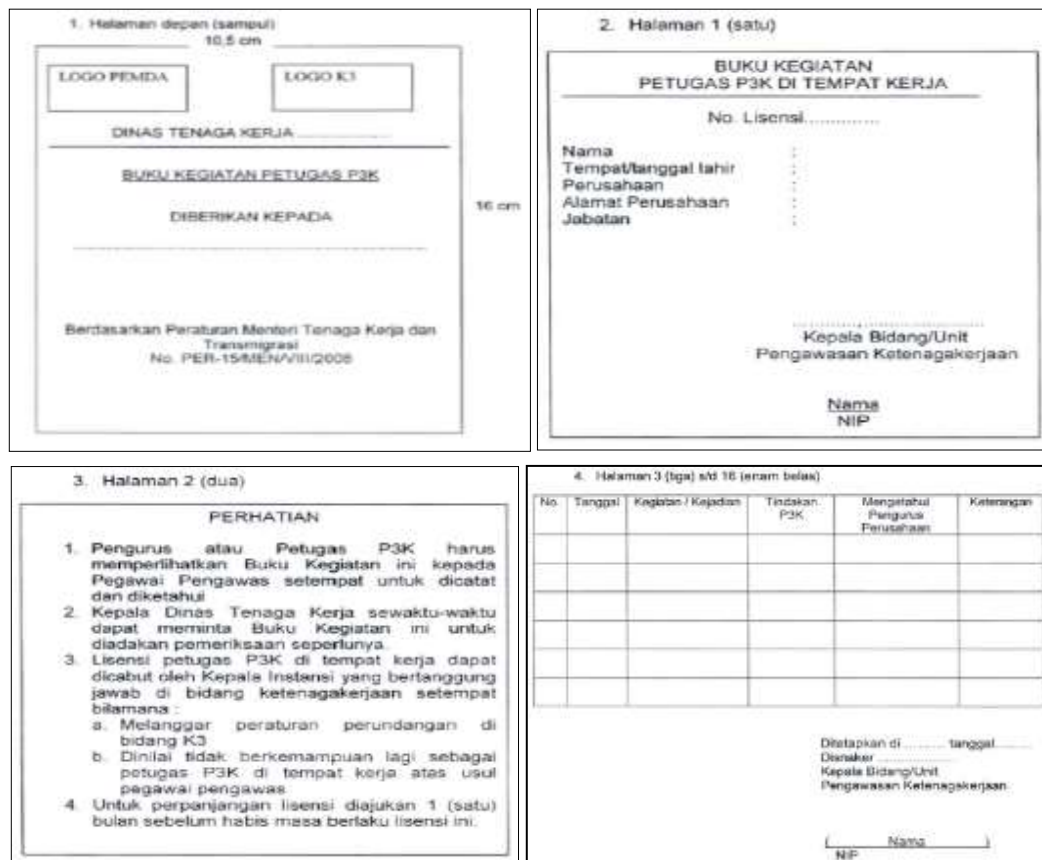 1. Halaman depan (sampul)
10,5 cm
LOGO PEMDA
LOGO K3
DINAS TENAGA KERJA ....................
BUKU KEGIATAN PETUGAS P3K
DIBERIKAN KEPADA
16 cm
Berdasarkan Peraturan Menteri Tenaga Kerja dan
Transmigrasi
No. PER-15/MEN/VIII/2008
2. Halaman 1 (satu)
BUKU KEGIATAN
PETUGAS P3K DI TEMPAT KERJA
No. Lisensi..............
Nama :
Tempat/tanggal lahir :
Perusahaan :
Alamat Perusahaan :
Jabatan :
..............,.........................
Kepala Bidang/Unit
Pengawasan Ketenagakerjaan
Nama
NIP
3. Halaman 2 (dua)
PERHATIAN
1. Pengurus atau Petugas P3K harus
memperlihatkan Buku Kegiatan ini kepada
Pegawai Pengawas setempat untuk dicatat
dan diketahui
2. Kepala Dinas Tenaga Kerja sewaktu-waktu
dapat meminta Buku Kegiatan ini untuk
diadakan pemeriksaan seperlunya.
3. Lisensi petugas P3K di tempat kerja dapat
dicabut oleh Kepala Instansi yang bertanggung
jawab di bidang ketenagakerjaan setempat
bilamana :
a. Melanggar peraturan perundangan di
bidang K3
b. Dinilai tidak berkemampuan lagi sebagai
petugas P3K di tempat kerja atas usul
pegawai pengawas
4. Untuk perpanjangan lisensi diajukan 1 (satu)
bulan sebelum habis masa berlaku lisensi ini.
4. Halaman 3 (tiga) s/d 16 (enam belas)
No. Tanggal Kegiatan / Kejadian Tindakan P3K Mengetahui Pengurus Perusahaan Keterangan
Ditetapkan di .......... tanggal........
Disnaker ....................
Kepala Bidang/Unit
Pengawasan Ketenagakerjaan.
( Nama )
NIP